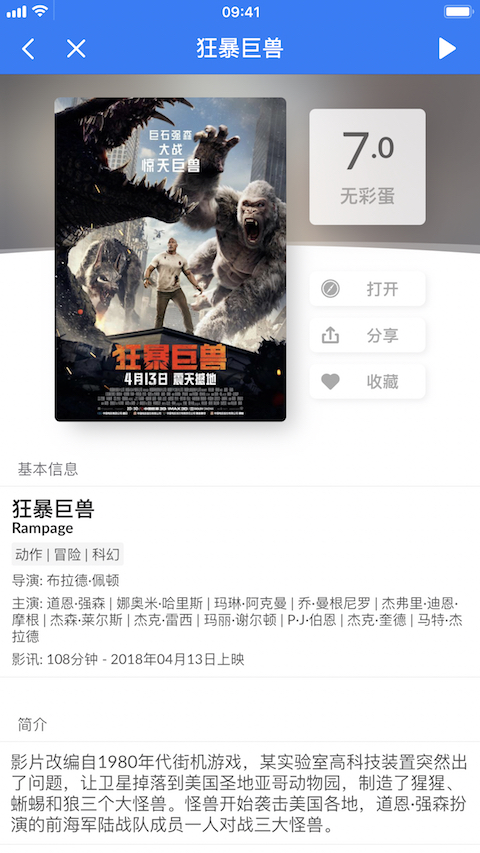 09:41
狂暴巨兽
巨石强森
大战
惊天巨兽
狂暴巨兽
4月13日 震天撼地
7.0
无彩蛋
打开
分享
收藏
基本信息
狂暴巨兽
Rampage
动作 | 冒险 | 科幻
导演: 布拉德·佩顿
主演: 道恩·强森 | 娜奥米·哈里斯 | 玛琳·阿克曼 | 乔·曼根尼罗 | 杰弗里·迪恩·
摩根 | 杰森·莱尔斯 | 杰克·雷西 | 玛丽·谢尔顿 | P·J·伯恩 | 杰克·奎德 | 马特·杰
拉德
影讯: 108分钟 - 2018年04月13日上映
简介
影片改编自1980年代街机游戏，某实验室高科技装置突然出
了问题，让卫星掉落到美国圣地亚哥动物园，制造了猩猩、
蜥蜴和狼三个大怪兽。怪兽开始袭击美国各地，道恩·强森扮
演的前海军陆战队成员一人对战三大怪兽。